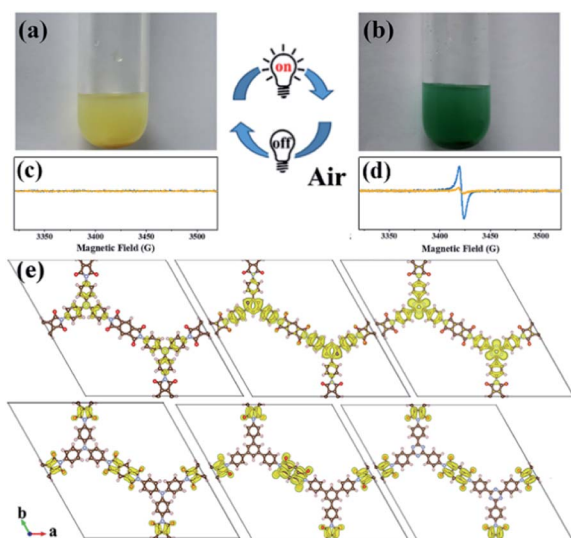 (a)
on
off
Air
(b)
(c)
3350 3400 3450 3500
Magnetic Field (G)
(d)
3350 3400 3450 3500
Magnetic Field (G)
(e)
b
a